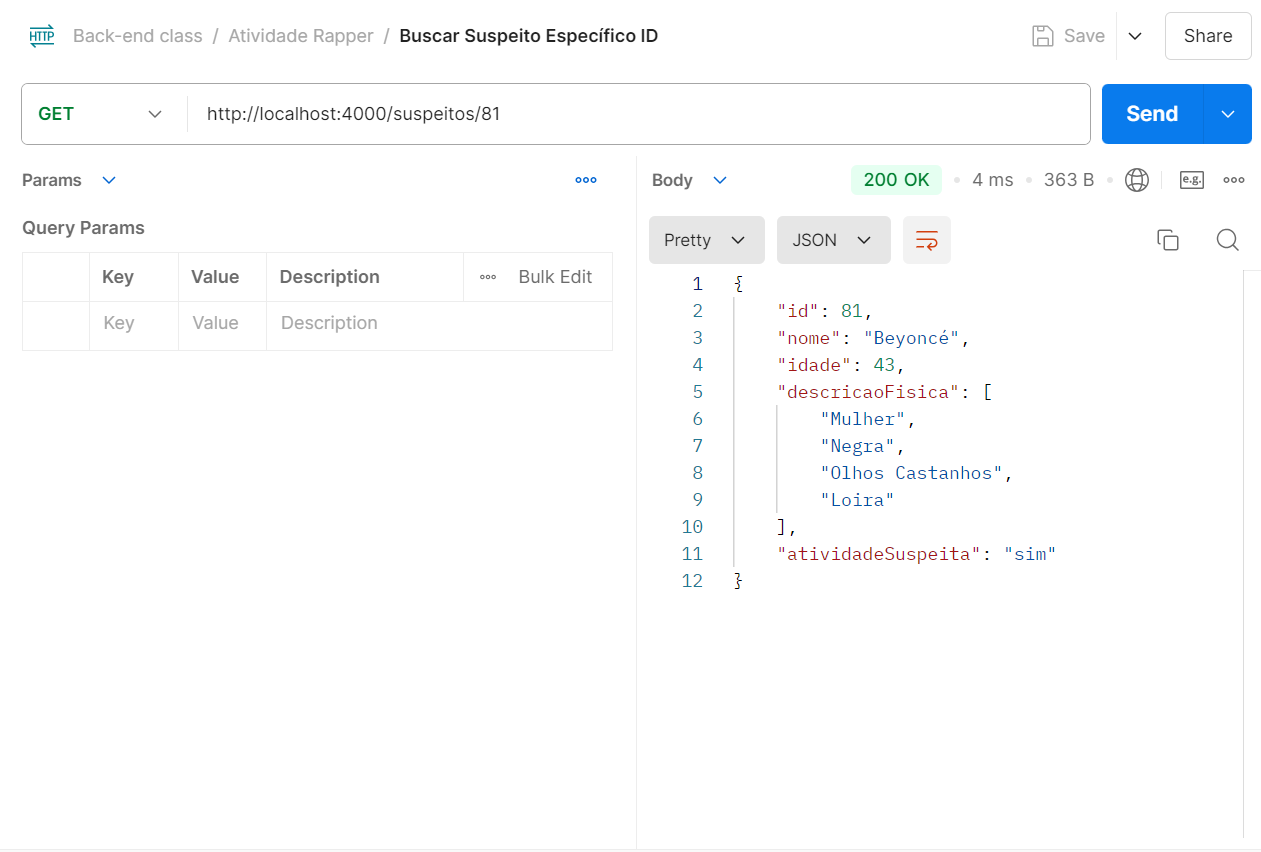 HTTP Back-end class / Atividade Rapper / Buscar Suspeito Específico ID Save Share
GET http://localhost:4000/suspeitos/81 Send
Params
Body 200 OK 4 ms 363 B e.g.
Query Params
Pretty JSON
Key Value Description Bulk Edit
Key Value Description
1 {
2 "id": 81,
3 "nome": "Beyoncé",
4 "idade": 43,
5 "descricaoFisica": [
6 "Mulher",
7 "Negra",
8 "Olhos Castanhos",
9 "Loira"
10 ],
11 "atividadeSuspeita": "sim"
12 }